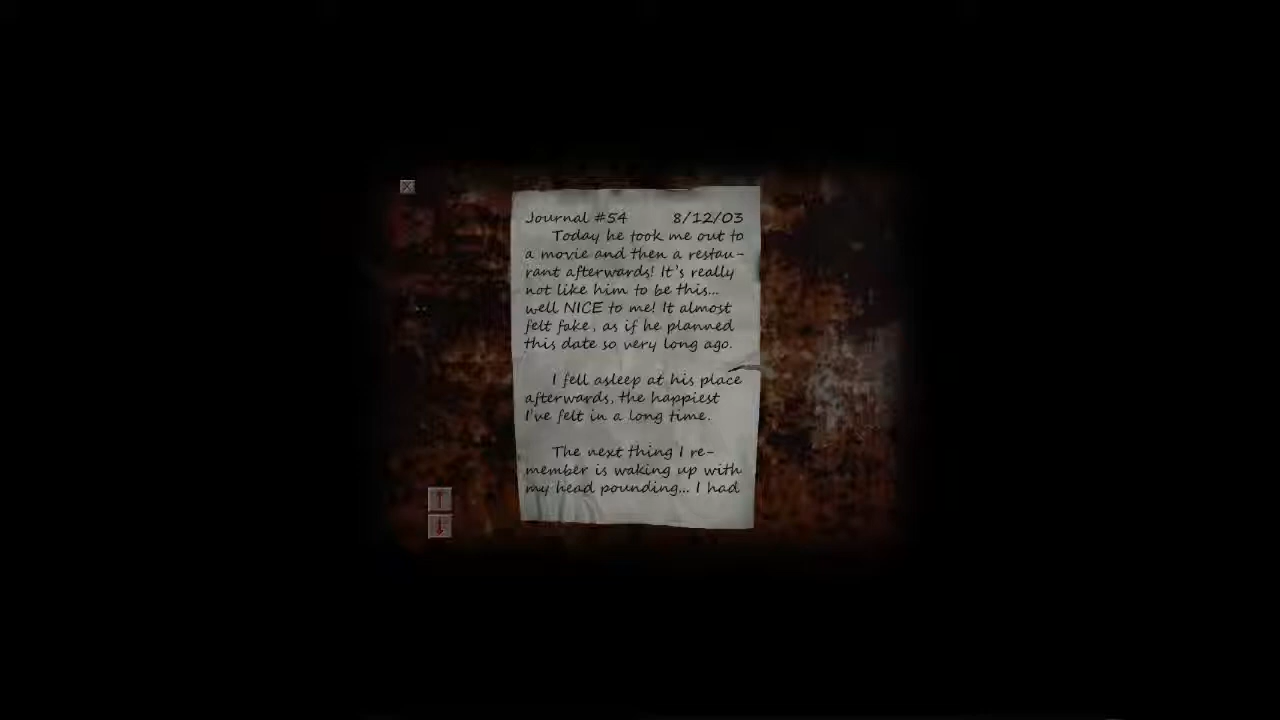 Journal #54 8/12/03
Today he took me out to
a movie and then a restau-
rant afterwards! It's really
not like him to be this...
well NICE to me! It almost
felt fake, as if he planned
this date so very long ago.
I fell asleep at his place
afterwards, the happiest
I've felt in a long time.
The next thing I re-
member is waking up with
my head pounding... I had